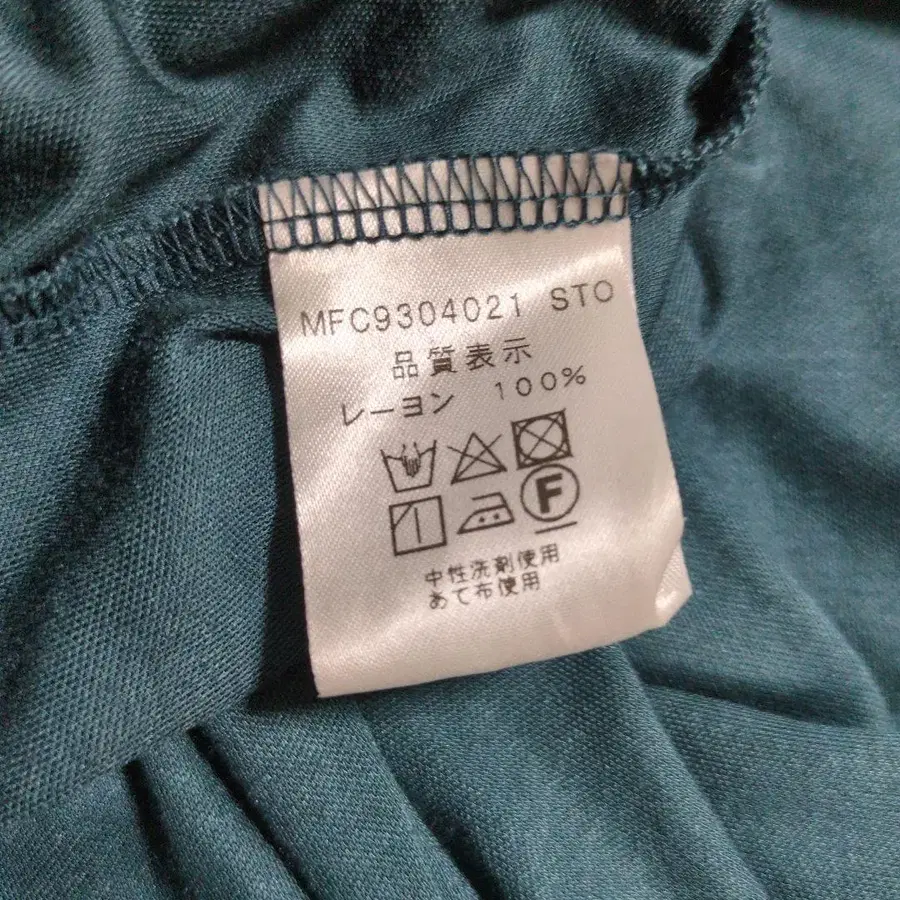 MFC9304021 STO
品質表示
レーヨン 100%
F
中性洗剤使用
あて布使用